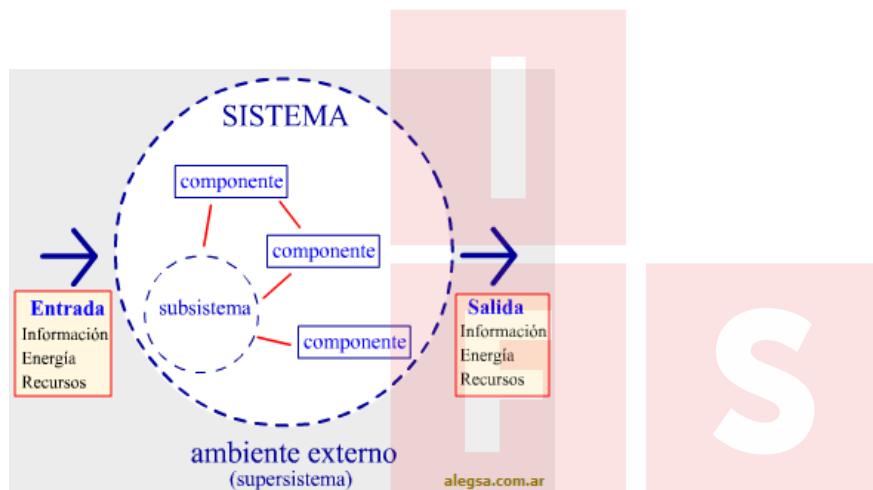 SISTEMA
componente
componente
subsistema
componente
Entrada
Información
Energía
Recursos
Salida
Información
Energía
Recursos
ambiente externo
(supersistema)
alegsa.com.ar
I
F
S